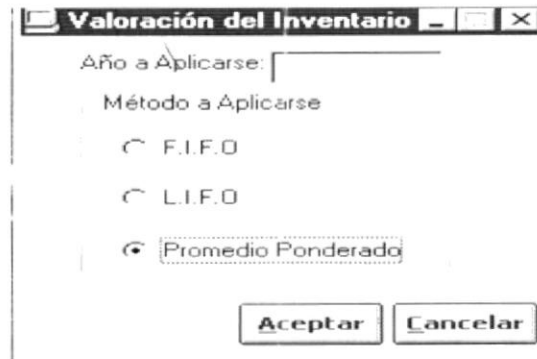 Valoración del Inventario
Año a Aplicarse:
Método a Aplicarse
F.I.F.O
L.I.F.O
Promedio Ponderado
Aceptar Cancelar